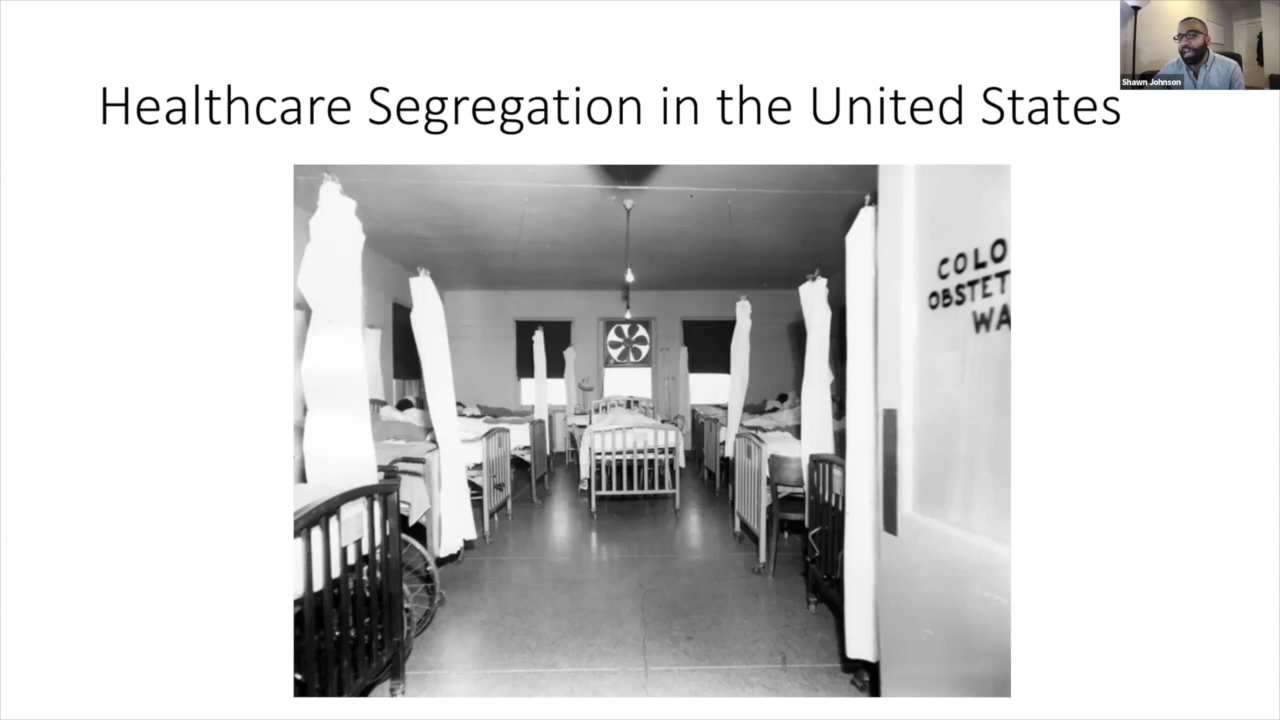 Healthcare Segregation in the United States
Shawn Johnson
COLO
OBSTET
WA